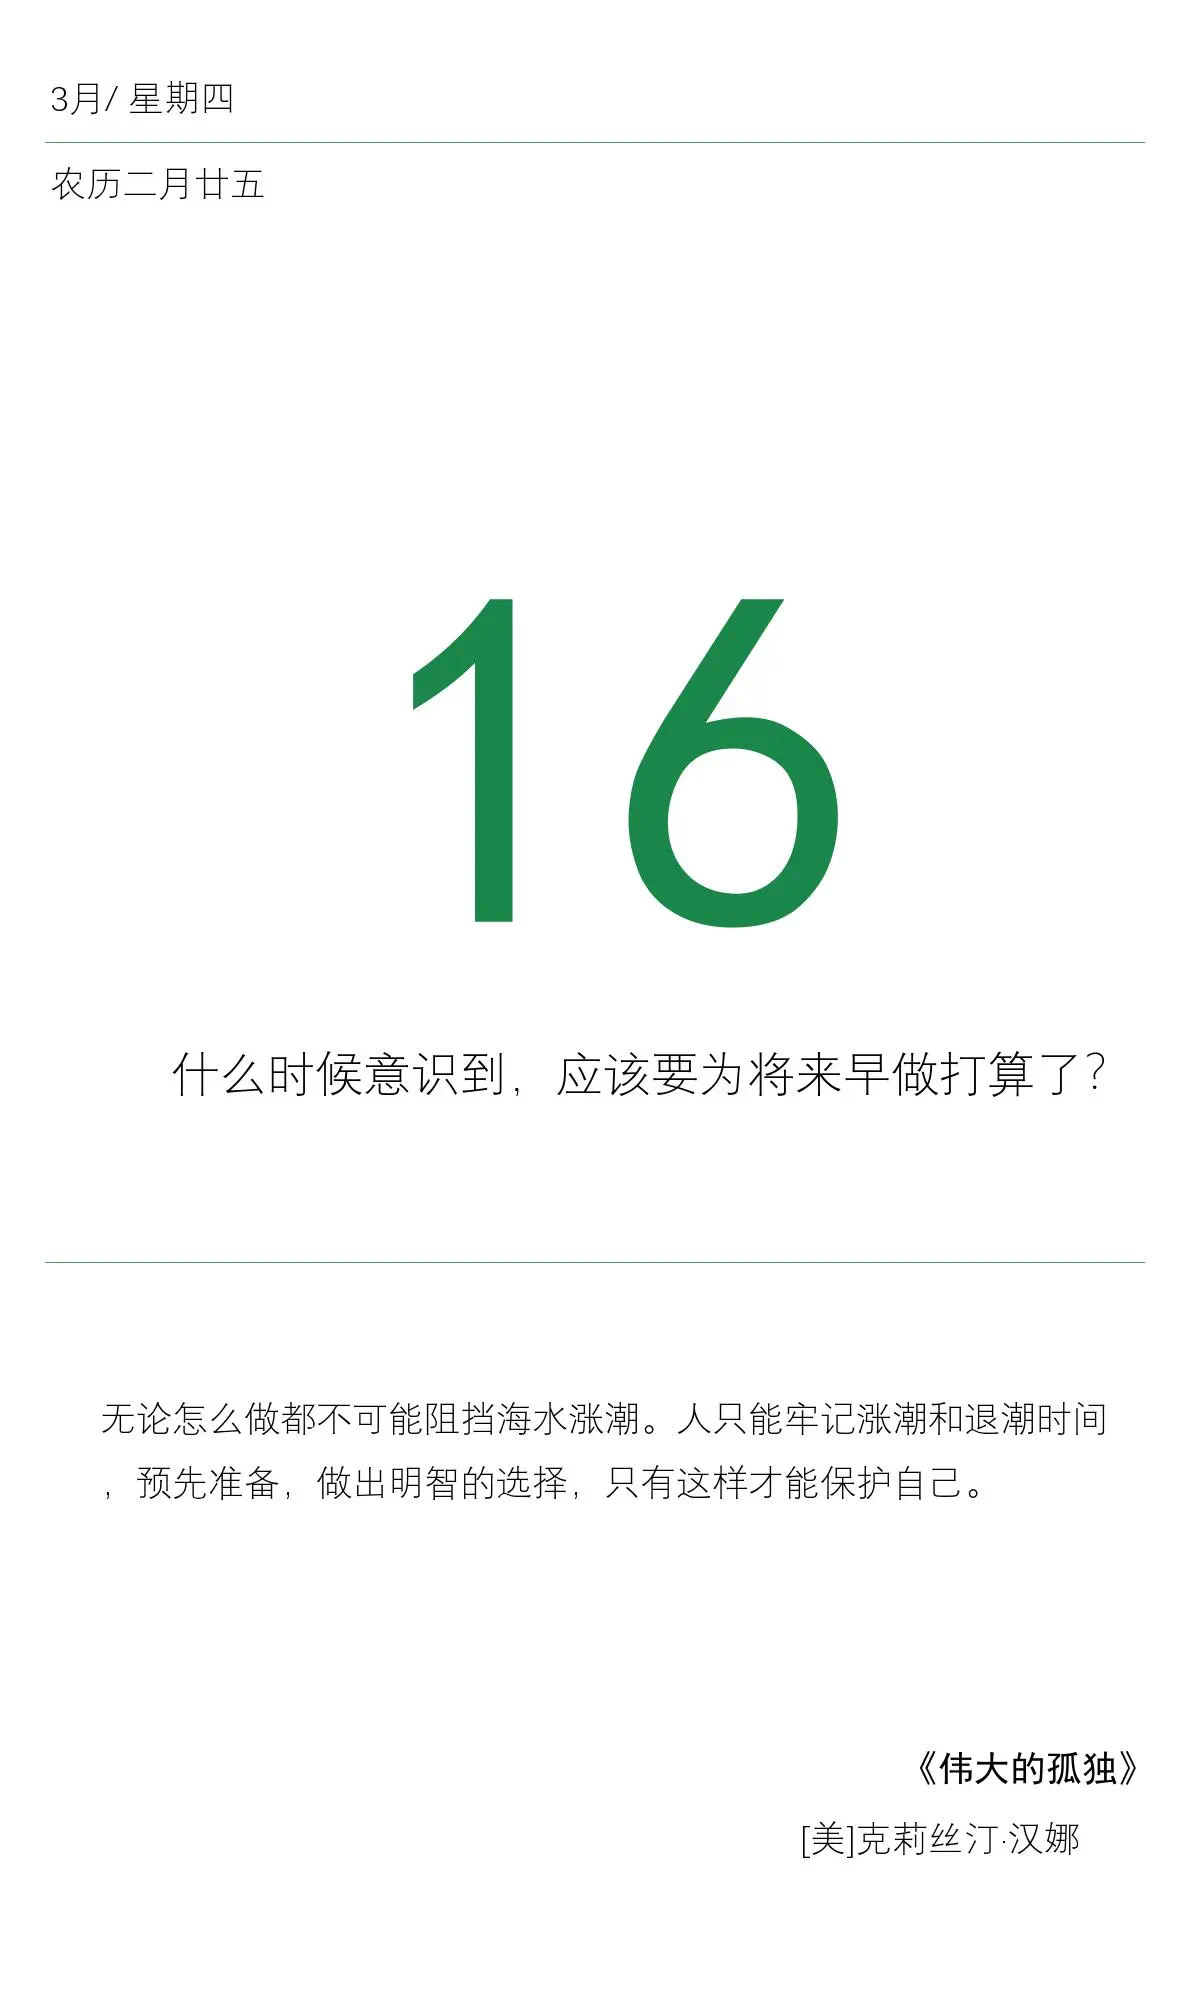 3月/ 星期四
农历二月廿五
16
什么时候意识到，应该要为将来早做打算了？
无论怎么做都不可能阻挡海水涨潮。人只能牢记涨潮和退潮时间
，预先准备，做出明智的选择，只有这样才能保护自己。
《伟大的孤独》
[美]克莉丝汀·汉娜